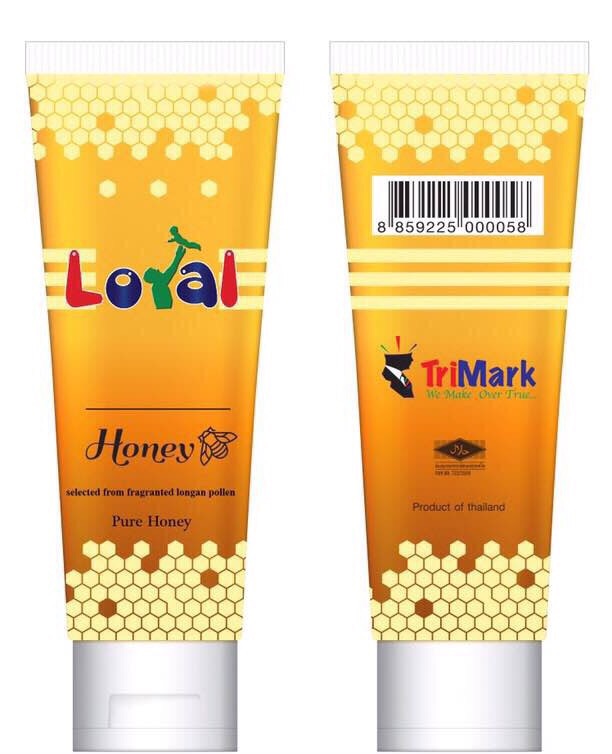 Loyal
Honey
selected from fragranted longan pollen
Pure Honey
8 859225 000058
TriMark
We Make .Over True..
حلال
Product of thailand